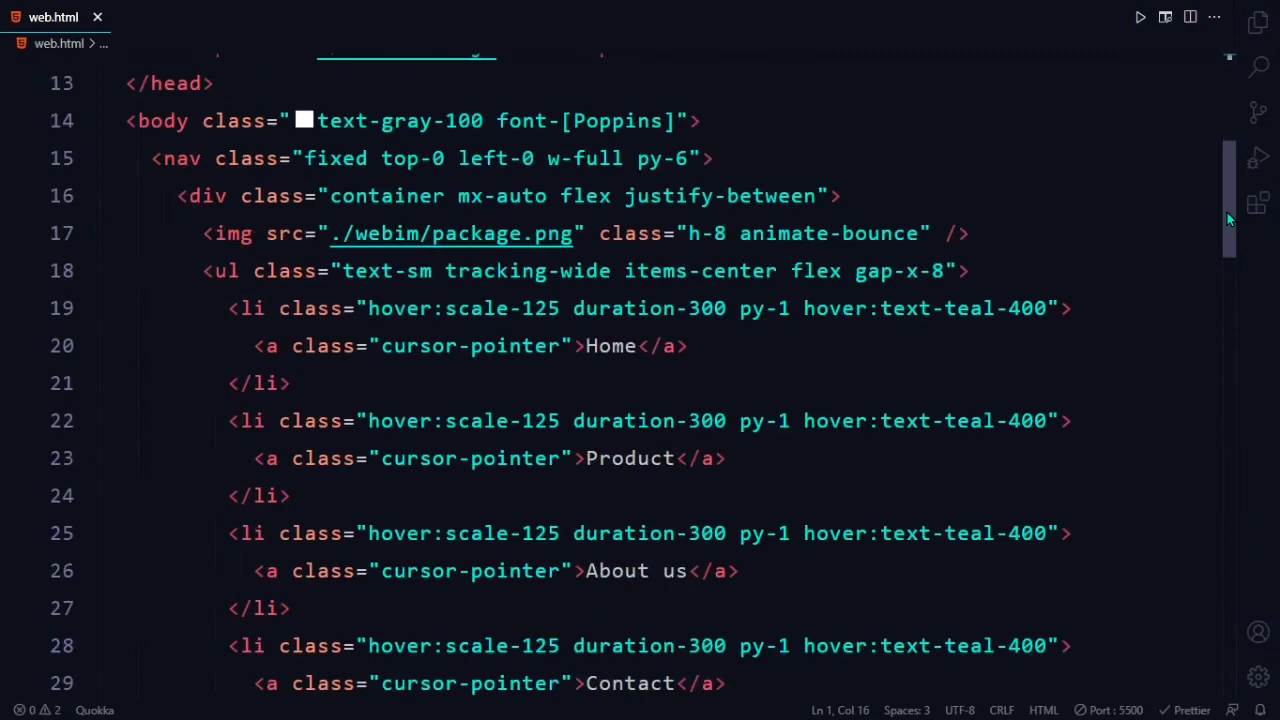 web.html
web.html > ...
13 </head>
14 <body class="text-gray-100 font-[Poppins]">
15 <nav class="fixed top-0 left-0 w-full py-6">
16 <div class="container mx-auto flex justify-between">
17 <img src="./webim/package.png" class="h-8 animate-bounce" />
18 <ul class="text-sm tracking-wide items-center flex gap-x-8">
19 <li class="hover:scale-125 duration-300 py-1 hover:text-teal-400">
20 <a class="cursor-pointer">Home</a>
21 </li>
22 <li class="hover:scale-125 duration-300 py-1 hover:text-teal-400">
23 <a class="cursor-pointer">Product</a>
24 </li>
25 <li class="hover:scale-125 duration-300 py-1 hover:text-teal-400">
26 <a class="cursor-pointer">About us</a>
27 </li>
28 <li class="hover:scale-125 duration-300 py-1 hover:text-teal-400">
29 <a class="cursor-pointer">Contact</a>
0 2 Quokka Ln 1, Col 16 Spaces: 3 UTF-8 CRLF HTML Port : 5500 Prettier